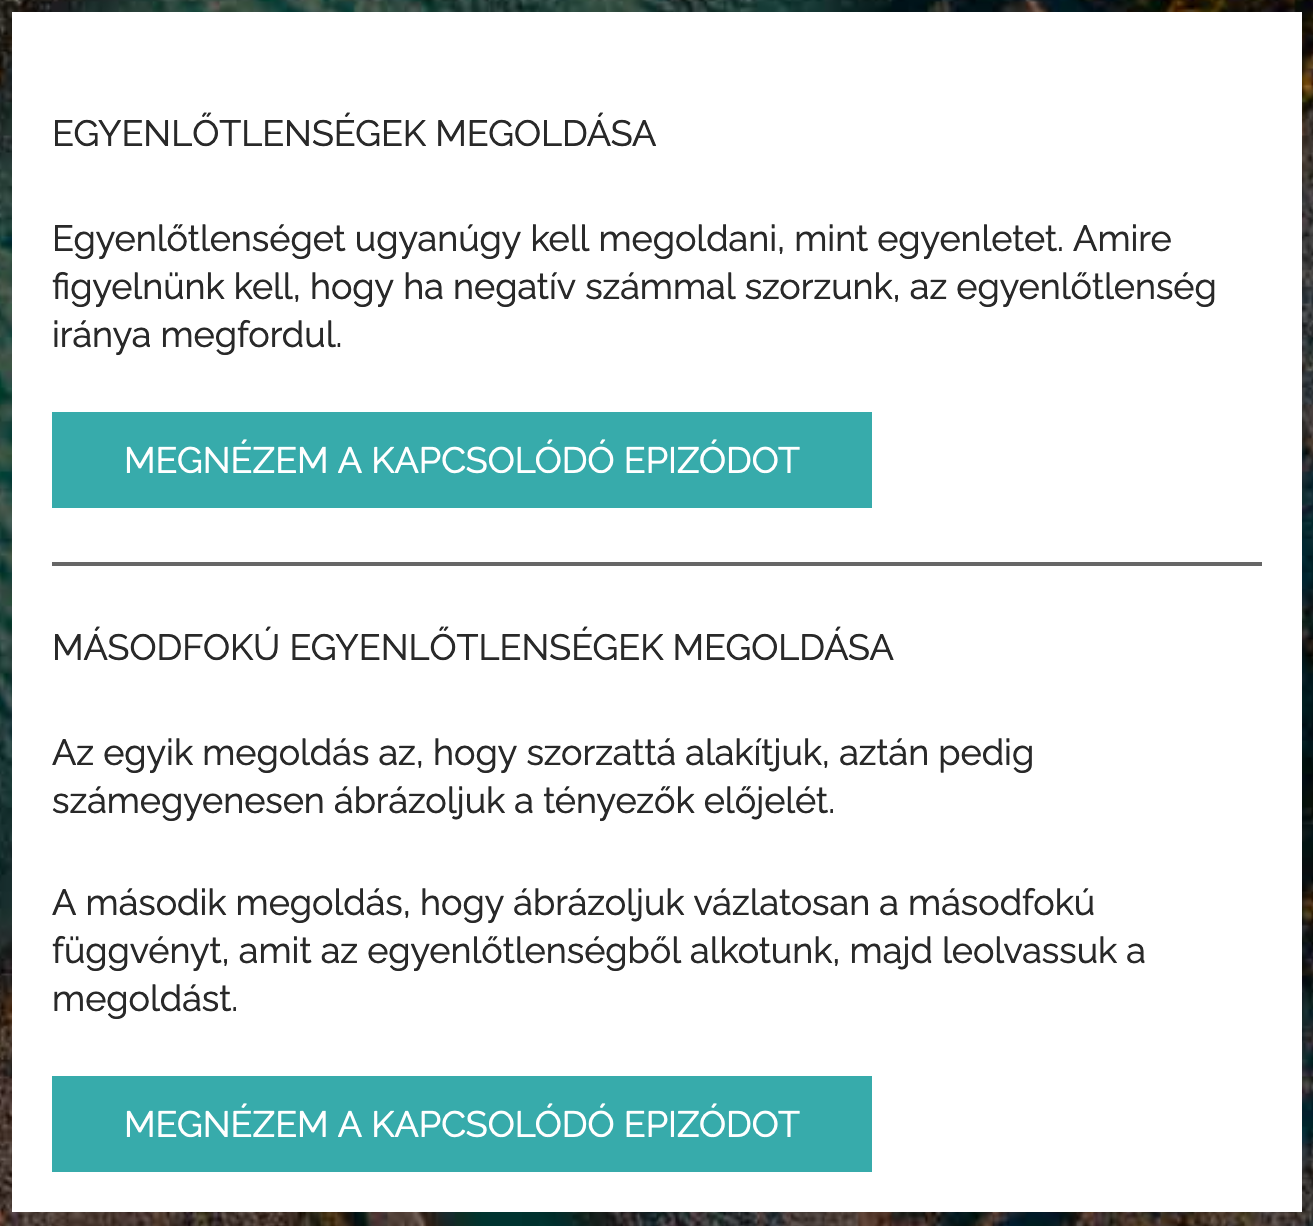 EGYENLŐTLENSÉGEK MEGOLDÁSA
Egyenlőtlenséget ugyanúgy kell megoldani, mint egyenletet. Amire
figyelnünk kell, hogy ha negatív számmal szorzunk, az egyenlőtlenség
iránya megfordul.
MEGNÉZEM A KAPCSOLÓDÓ EPIZÓDOT
MÁSODFOKÚ EGYENLŐTLENSÉGEK MEGOLDÁSA
Az egyik megoldás az, hogy szorzattá alakítjuk, aztán pedig
számegyenesen ábrázoljuk a tényezők előjelét.
A második megoldás, hogy ábrázoljuk vázlatosan a másodfokú
függvényt, amit az egyenlőtlenségből alkotunk, majd leolvassuk a
megoldást.
MEGNÉZEM A KAPCSOLÓDÓ EPIZÓDOT